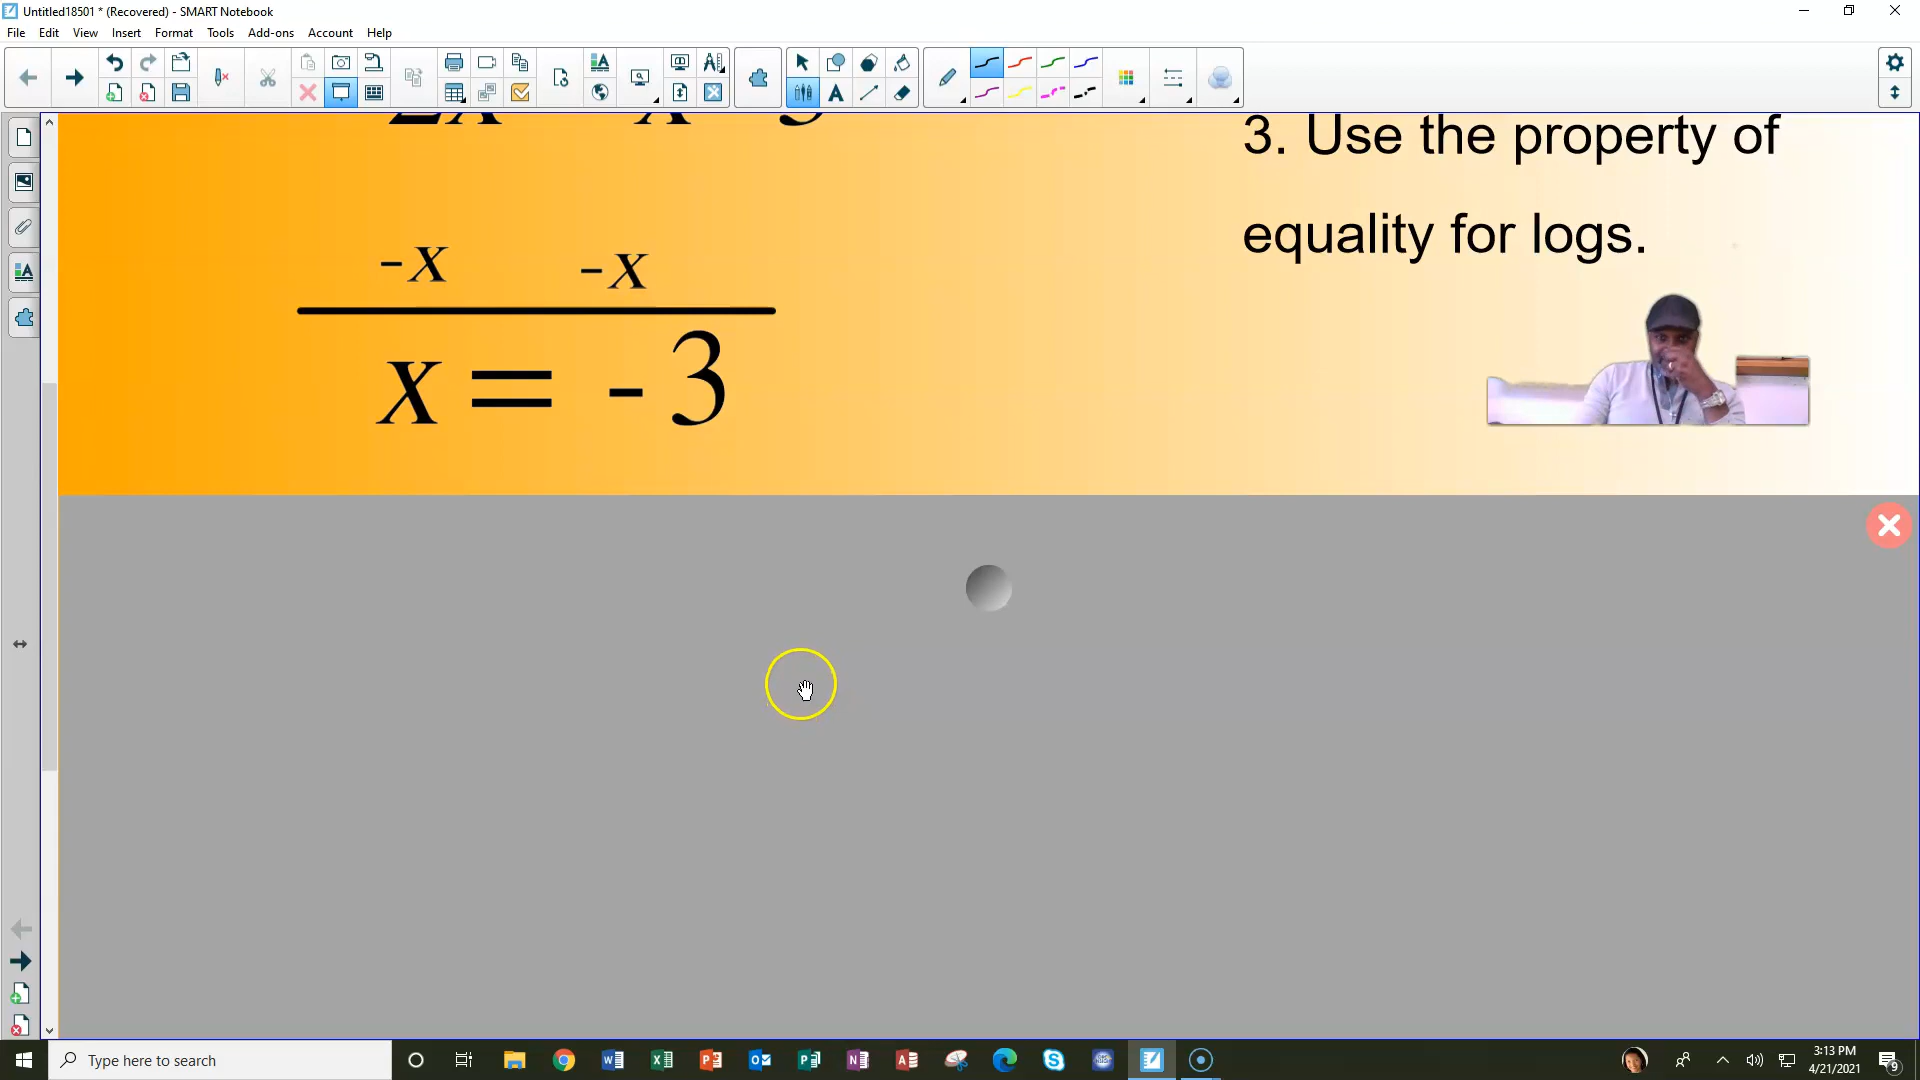 Untitled18501 * (Recovered) - SMART Notebook
File Edit View Insert Format Tools Add-ons Account Help
3. Use the property of
equality for logs.
-x -x
x = -3
Type here to search
3:13 PM
4/21/2021
9